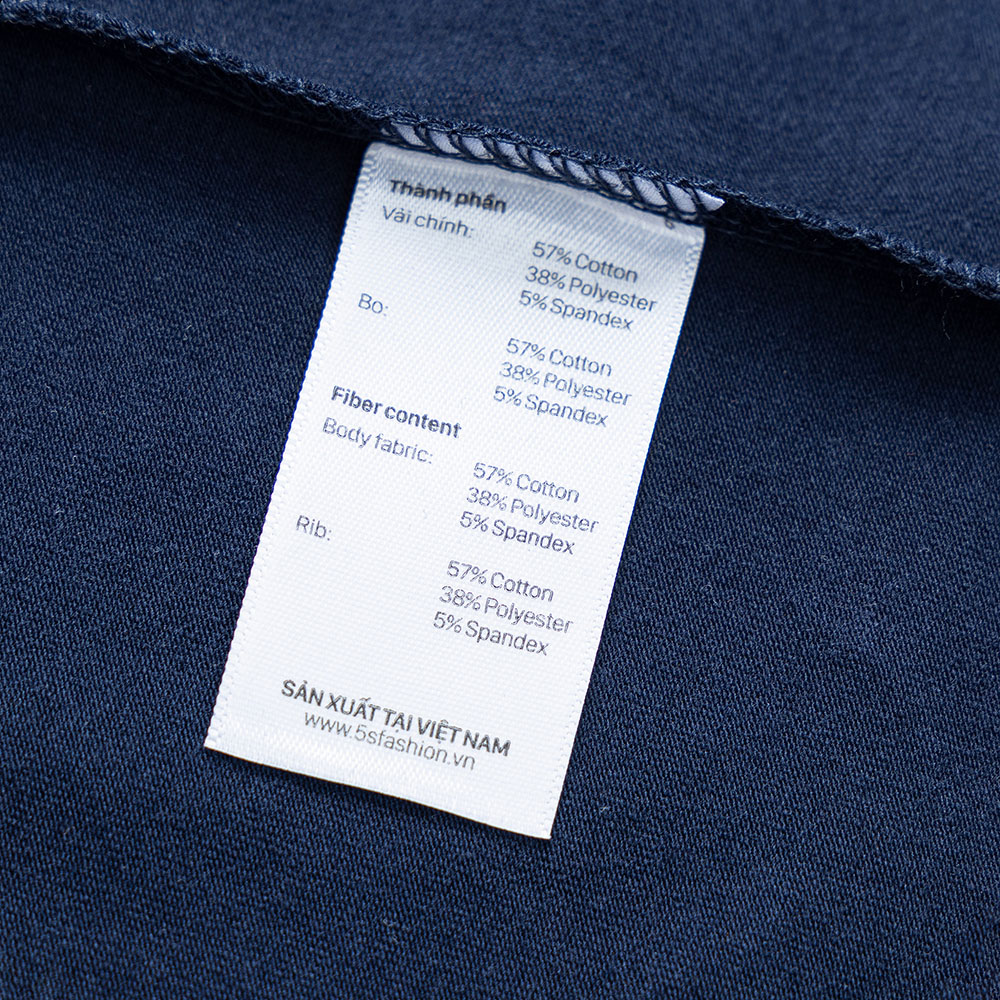 Thành phần
Vải chính:
57% Cotton
38% Polyester
5% Spandex
Bo:
57% Cotton
38% Polyester
5% Spandex
Fiber content
Body fabric:
57% Cotton
38% Polyester
5% Spandex
Rib:
57% Cotton
38% Polyester
5% Spandex
SẢN XUẤT TẠI VIỆT NAM
www.5sfashion.vn